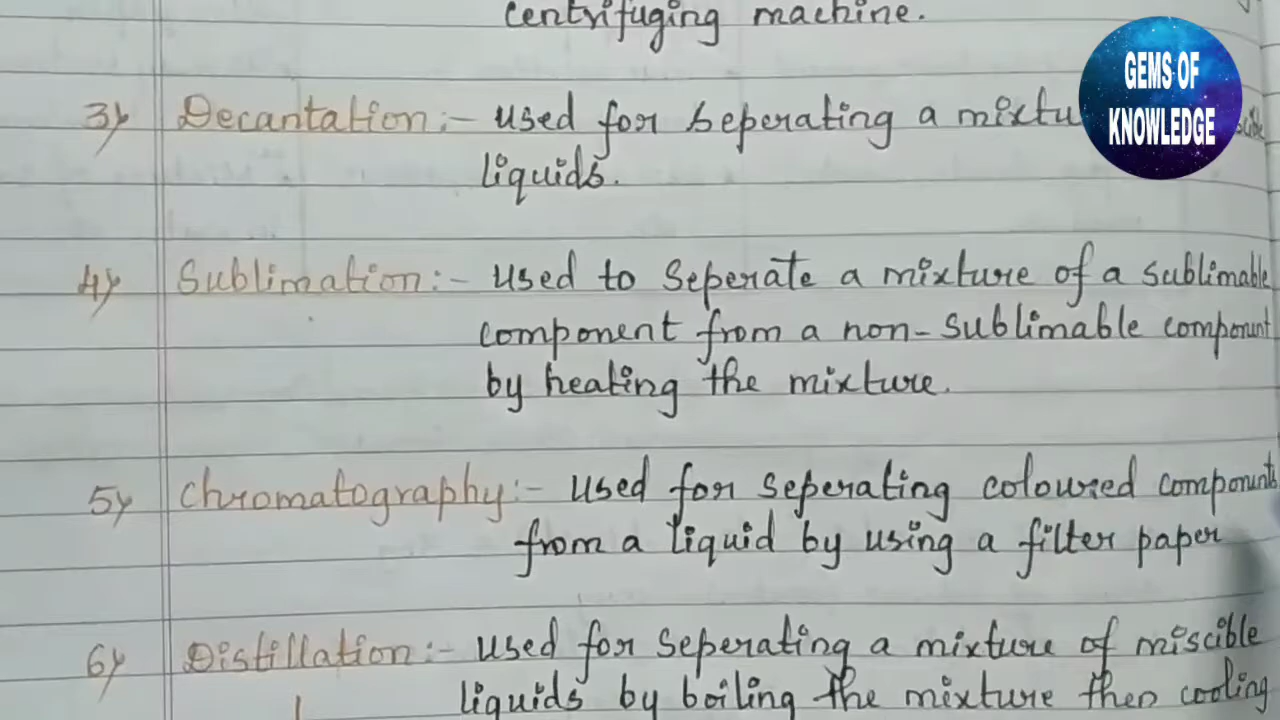 centrifuging machine.
GEMS OF
KNOWLEDGE
3) Decantation:- used for seperating a mixtu
liquids.
4) Sublimation:- used to seperate a mixture of a sublimable
component from a non-sublimable component
by heating the mixture.
5) Chromatography:- used for seperating coloured components
from a liquid by using a filter paper
6) Distillation:- used for seperating a mixture of miscible
liquids by boiling the mixture then cooling